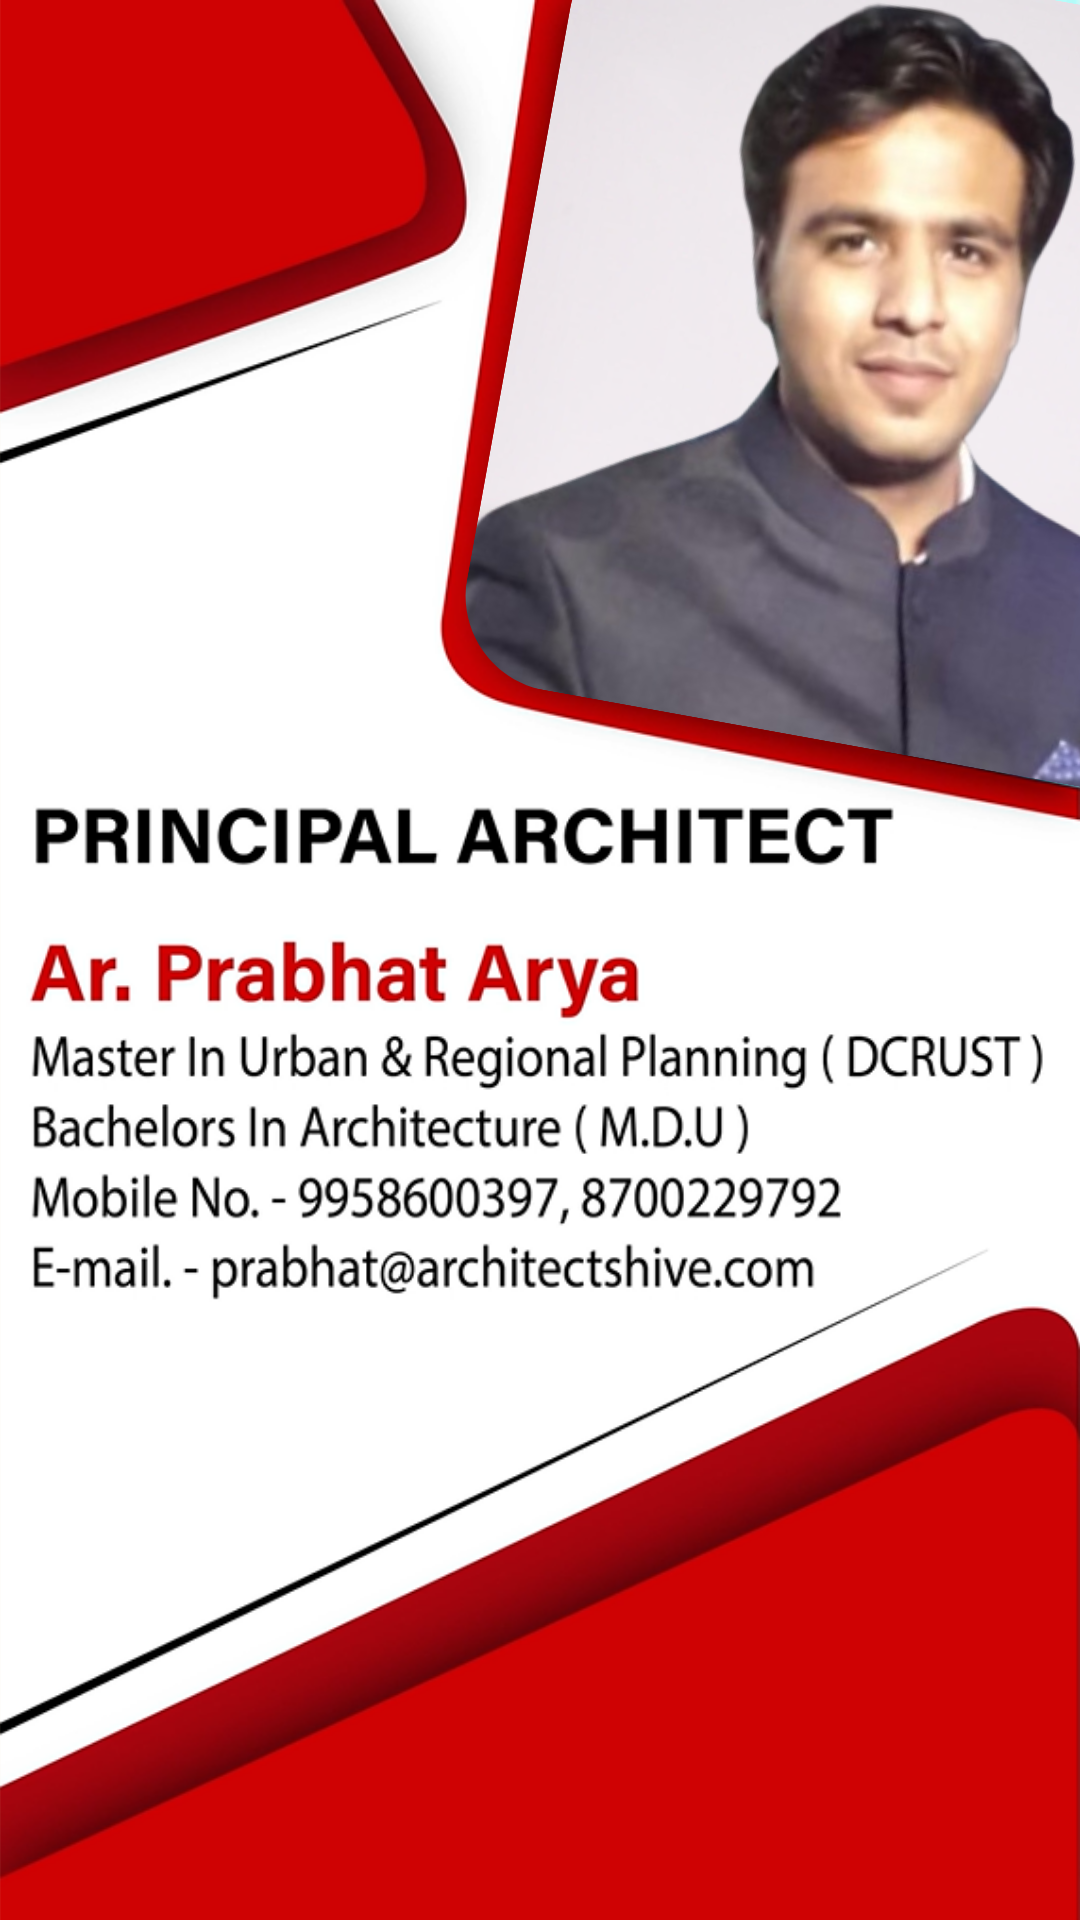 PRINCIPAL ARCHITECT
Ar. Prabhat Arya
Master In Urban & Regional Planning ( DCRUST )
Bachelors In Architecture ( M.D.U )
Mobile No. - 9958600397, 8700229792
E-mail. - prabhat@architectshive.com